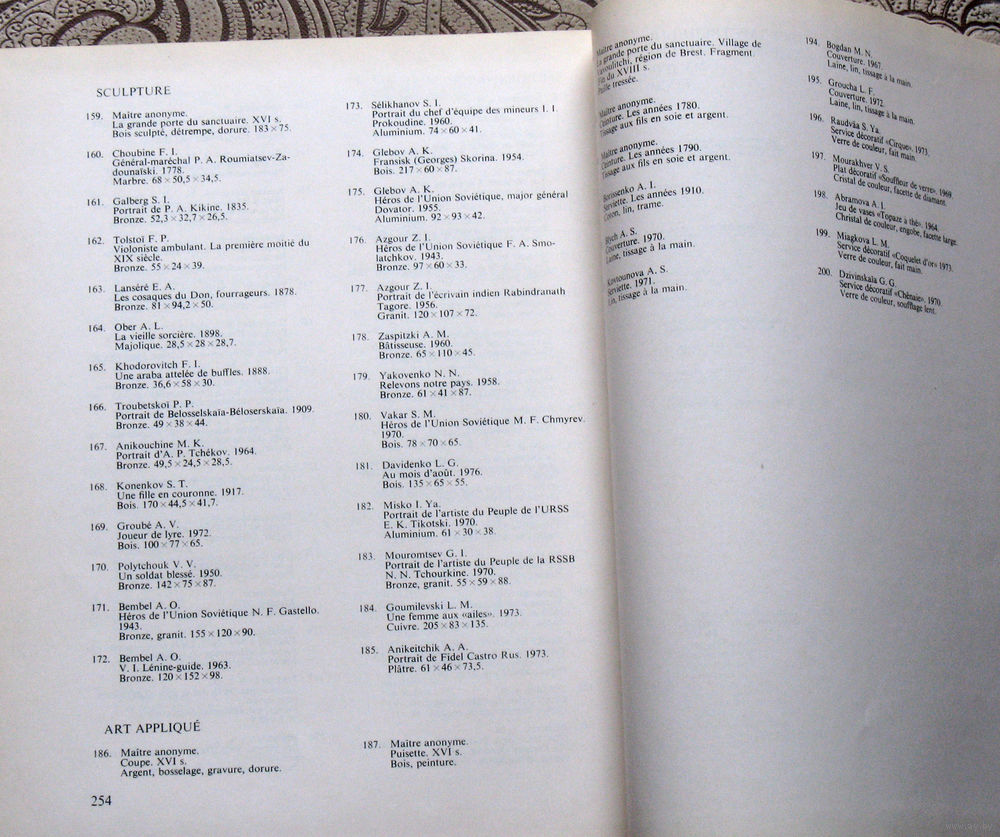 SCULPTURE
159. Maître anonyme.
La grande porte du sanctuaire. XVI s.
Bois sculpté, détrempe, dorure. 183×75.
160. Choubine F. I.
Général-maréchal P. A. Roumiatsev-Za-
dounaïski. 1778.
Marbre. 68×50,5×34,5.
161. Galberg S. I.
Portrait de P. A. Kikine. 1835.
Bronze. 52,3×32,7×26,5.
162. Tolstoï F. P.
Violoniste ambulant. La première moitié du
XIX siècle.
Bronze. 55×24×39.
163. Lanséré E. A.
Les cosaques du Don, fourrageurs. 1878.
Bronze. 81×94,2×50.
164. Ober A. L.
La vieille sorcière. 1898.
Majolique. 28,5×28×28,7.
165. Khodorovitch F. I.
Une araba attelée de buffles. 1888.
Bronze. 36,6×58×30.
166. Troubetskoï P. P.
Portrait de Belosselskaïa-Béloserskaïa. 1909.
Bronze. 49×38×44.
167. Anikouchine M. K.
Portrait d'A. P. Tchékov. 1964.
Bronze. 49,5×24,5×28,5.
168. Konenkov S. T.
Une fille en couronne. 1917.
Bois. 170×44,5×41,7.
169. Groubé A. V.
Joueur de lyre. 1972.
Bois. 100×77×65.
170. Polytchouk V. V.
Un soldat blessé. 1950.
Bronze. 142×75×87.
171. Bembel A. O.
Héros de l'Union Soviétique N. F. Gastello.
1943.
Bronze, granit. 155×120×90.
172. Bembel A. O.
V. I. Lénine-guide. 1963.
Bronze. 120×152×98.
173. Sélikhanov S. I.
Portrait du chef d'équipe des mineurs I. I.
Prokoudine. 1960.
Aluminium. 74×60×41.
174. Glebov A. K.
Fransisk (Georges) Skorina. 1954.
Bois. 217×60×87.
175. Glebov A. K.
Héros de l'Union Soviétique, major général
Dovator. 1955.
Aluminium. 92×93×42.
176. Azgour Z. I.
Héros de l'Union Soviétique F. A. Smo-
latchkov. 1943.
Bronze. 97×60×33.
177. Azgour Z. I.
Portrait de l'écrivain indien Rabindranath
Tagore. 1956.
Granit. 120×107×72.
178. Zaspitzki A. M.
Bâtisseuse. 1960.
Bronze. 65×110×45.
179. Yakovenko N. N.
Relevons notre pays. 1958.
Bronze. 61×41×87.
180. Vakar S. M.
Héros de l'Union Soviétique M. F. Chmyrev.
1970.
Bois. 78×70×65.
181. Davidenko L. G.
Au mois d'août. 1976.
Bois. 135×65×55.
182. Misko I. Ya.
Portrait de l'artiste du Peuple de l'URSS
E. K. Tikotski. 1970.
Aluminium. 61×30×38.
183. Mouromtsev G. I.
Portrait de l'artiste du Peuple de la RSSB
N. N. Tchourkine. 1970.
Bronze, granit. 55×59×88.
184. Goumilevski L. M.
Une femme aux «ailes». 1973.
Cuivre. 205×83×135.
185. Anikeitchik A. A.
Portrait de Fidel Castro Rus. 1973.
Plâtre. 61×46×73,5.
ART APPLIQUÉ
186. Maître anonyme.
Coupe. XVI s.
Argent, bosselage, gravure, dorure.
187. Maître anonyme.
Puisette. XVI s.
Bois, peinture.
254
Maître anonyme.
La grande porte du sanctuaire. Village de
région de Brest. Fragment.
Fin du XVIII s.
Paille tressée.
Maître anonyme.
Ceinture. Les années 1780.
Tissage aux fils en soie et argent.
Maître anonyme.
Ceinture. Les années 1790.
Tissage aux fils en soie et argent.
Borissenko A. I.
Serviette. Les années 1910.
Coton, lin, trame.
A. S.
Couverture. 1970.
Laine, tissage à la main.
A. S.
Serviette. 1971.
Lin, tissage à la main.
194. Bogdan M. N.
Couverture. 1967.
Laine, lin, tissage à la main.
195. Groucha L. F.
Couverture. 1972.
Laine, lin, tissage à la main.
196. Raudvàa S. Ya.
Service décoratif «Cirque». 1973.
Verre de couleur, fait main.
197. Mourakhver V. S.
Plat décoratif «Souffleur de verre». 1969.
Cristal de couleur, facette de diamant.
198. Abramova A. I.
Jeu de vases «Topaze à thé». 1964.
Christal de couleur, engobe, facette large.
199. Miagkova L. M.
Service décoratif «Coquelet d'or» 1973.
Verre de couleur, fait main.
200. Dzivinskaïa G. G.
Service décoratif «Chênaie». 1970.
Verre de couleur, soufflage lent.
www.ay.by